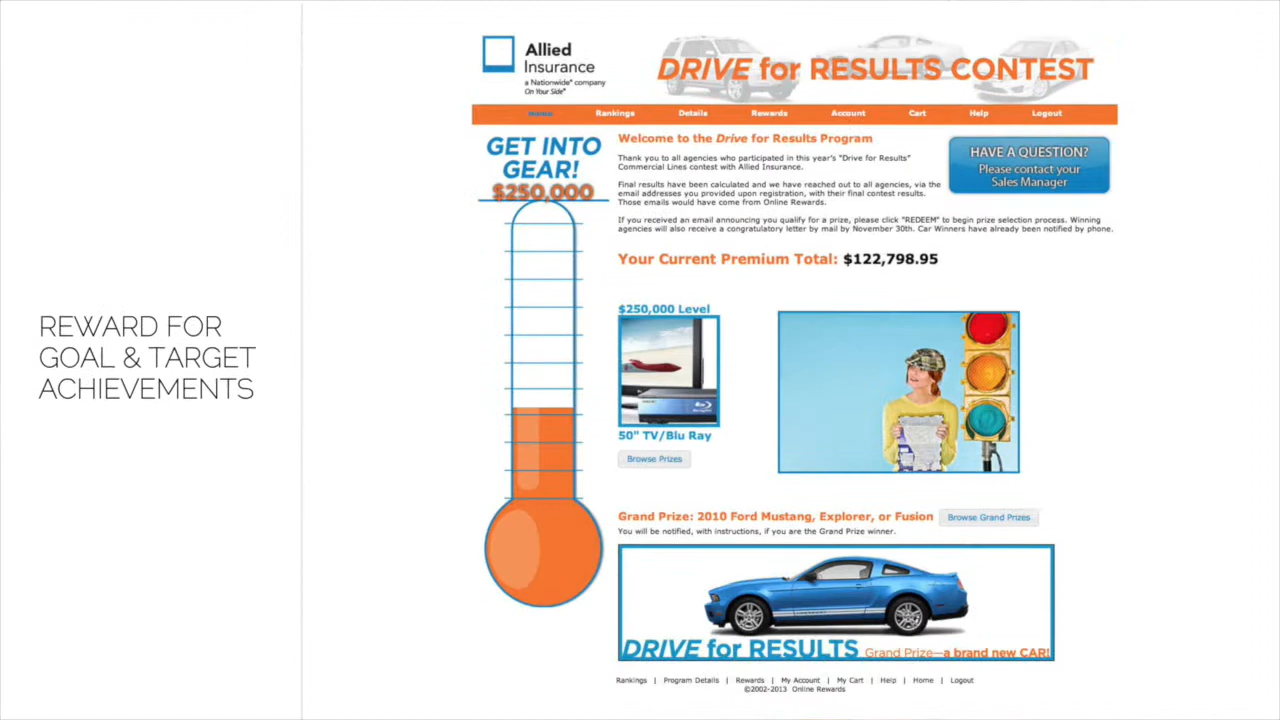 REWARD FOR
GOAL & TARGET
ACHIEVEMENTS
Allied
Insurance
a Nationwide® company
On Your Side®
DRIVE for RESULTS CONTEST
Home Rankings Details Rewards Account Cart Help Logout
GET INTO
GEAR!
$250,000
Welcome to the Drive for Results Program
Thank you to all agencies who participated in this year's "Drive for Results"
Commercial Lines contest with Allied Insurance.
Final results have been calculated and we have reached out to all agencies, via the
email addresses you provided upon registration, with their final contest results.
Those emails would have come from Online Rewards.
If you received an email announcing you qualify for a prize, please click "REDEEM" to begin prize selection process. Winning
agencies will also receive a congratulatory letter by mail by November 30th. Car Winners have already been notified by phone.
HAVE A QUESTION?
Please contact your
Sales Manager
Your Current Premium Total: $122,798.95
$250,000 Level
50" TV/Blu Ray
Browse Prizes
Grand Prize: 2010 Ford Mustang, Explorer, or Fusion
Browse Grand Prizes
You will be notified, with instructions, if you are the Grand Prize winner.
DRIVE for RESULTS Grand Prize—a brand new CAR!
Rankings | Program Details | Rewards | My Account | My Cart | Help | Home | Logout
©2002-2013 Online Rewards